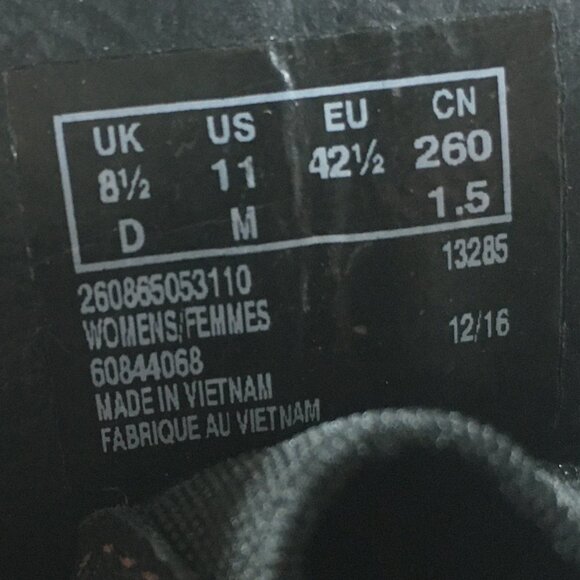 UK US EU CN
8½ 11 42½ 260
D M 1.5
260865053110 13285
WOMENS/FEMMES
60844068 12/16
MADE IN VIETNAM
FABRIQUE AU VIETNAM